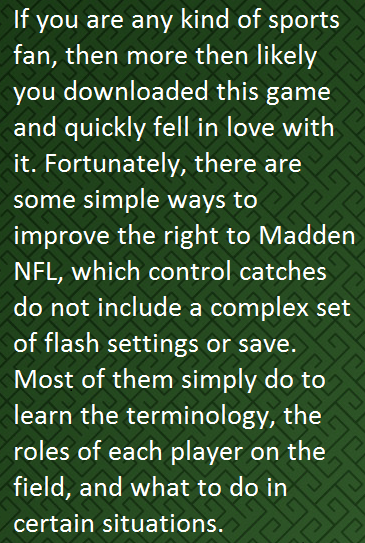 If you are any kind of sports
fan, then more then likely
you downloaded this game
and quickly fell in love with
it. Fortunately, there are
some simple ways to
improve the right to Madden
NFL, which control catches
do not include a complex set
of flash settings or save.
Most of them simply do to
learn the terminology, the
roles of each player on the
field, and what to do in
certain situations.